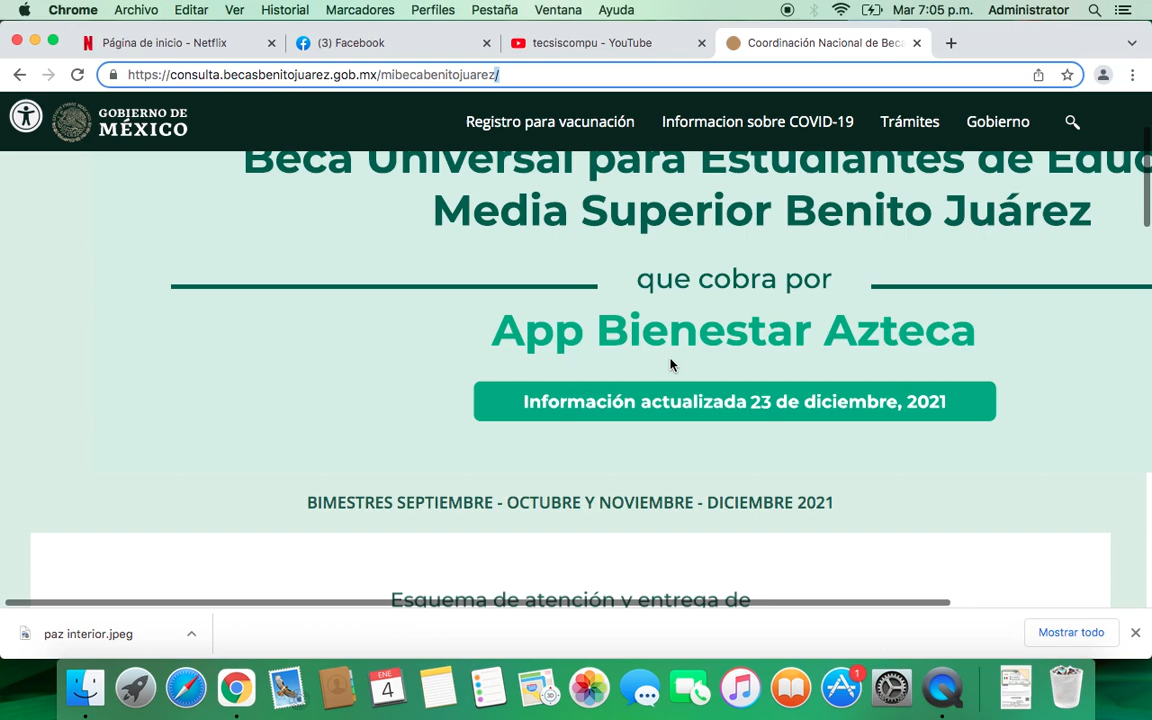 Chrome Archivo Editar Ver Historial Marcadores Perfiles Pestaña Ventana Ayuda Mar 7:05 p.m. Administrator
Página de inicio - Netflix (3) Facebook tecsiscompu - YouTube Coordinación Nacional de Beca
https://consulta.becasbenitojuarez.gob.mx/mibecabenitojuarez/
GOBIERNO DE
MÉXICO
Registro para vacunación Informacion sobre COVID-19 Trámites Gobierno
Beca Universal para Estudiantes de Educ
Media Superior Benito Juárez
que cobra por
App Bienestar Azteca
Información actualizada 23 de diciembre, 2021
BIMESTRES SEPTIEMBRE - OCTUBRE Y NOVIEMBRE - DICIEMBRE 2021
Esquema de atención y entrega de
paz interior.jpeg Mostrar todo
ENE
4
1